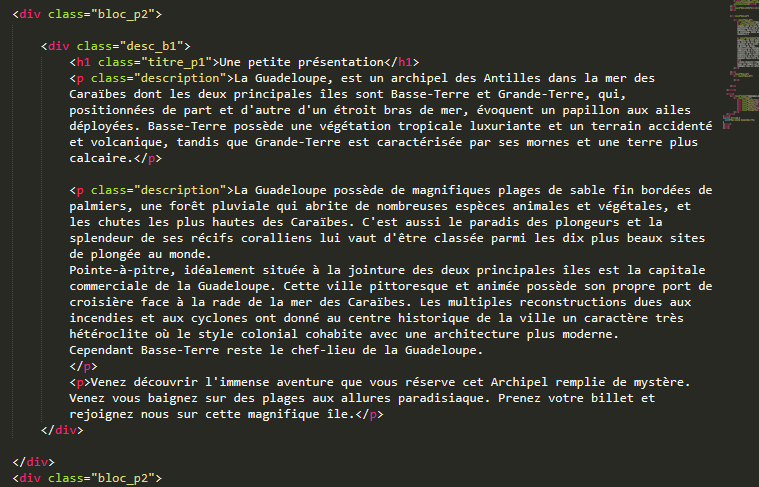 <div class="bloc_p2">
<div class="desc_b1">
<h1 class="titre_p1">Une petite présentation</h1>
<p class="description">La Guadeloupe, est un archipel des Antilles dans la mer des
Caraïbes dont les deux principales îles sont Basse-Terre et Grande-Terre, qui,
positionnées de part et d'autre d'un étroit bras de mer, évoquent un papillon aux ailes
déployées. Basse-Terre possède une végétation tropicale luxuriante et un terrain accidenté
et volcanique, tandis que Grande-Terre est caractérisée par ses mornes et une terre plus
calcaire.</p>
<p class="description">La Guadeloupe possède de magnifiques plages de sable fin bordées de
palmiers, une forêt pluviale qui abrite de nombreuses espèces animales et végétales, et
les chutes les plus hautes des Caraïbes. C'est aussi le paradis des plongeurs et la
splendeur de ses récifs coralliens lui vaut d'être classée parmi les dix plus beaux sites
de plongée au monde.
Pointe-à-pitre, idéalement située à la jointure des deux principales îles est la capitale
commerciale de la Guadeloupe. Cette ville pittoresque et animée possède son propre port de
croisière face à la rade de la mer des Caraïbes. Les multiples reconstructions dues aux
incendies et aux cyclones ont donné au centre historique de la ville un caractère très
hétéroclite où le style colonial cohabite avec une architecture plus moderne.
Cependant Basse-Terre reste le chef-lieu de la Guadeloupe.
</p>
<p>Venez découvrir l'immense aventure que vous réserve cet Archipel remplie de mystère.
Venez vous baignez sur des plages aux allures paradisiaque. Prenez votre billet et
rejoignez nous sur cette magnifique île.</p>
</div>
</div>
<div class="bloc_p2">